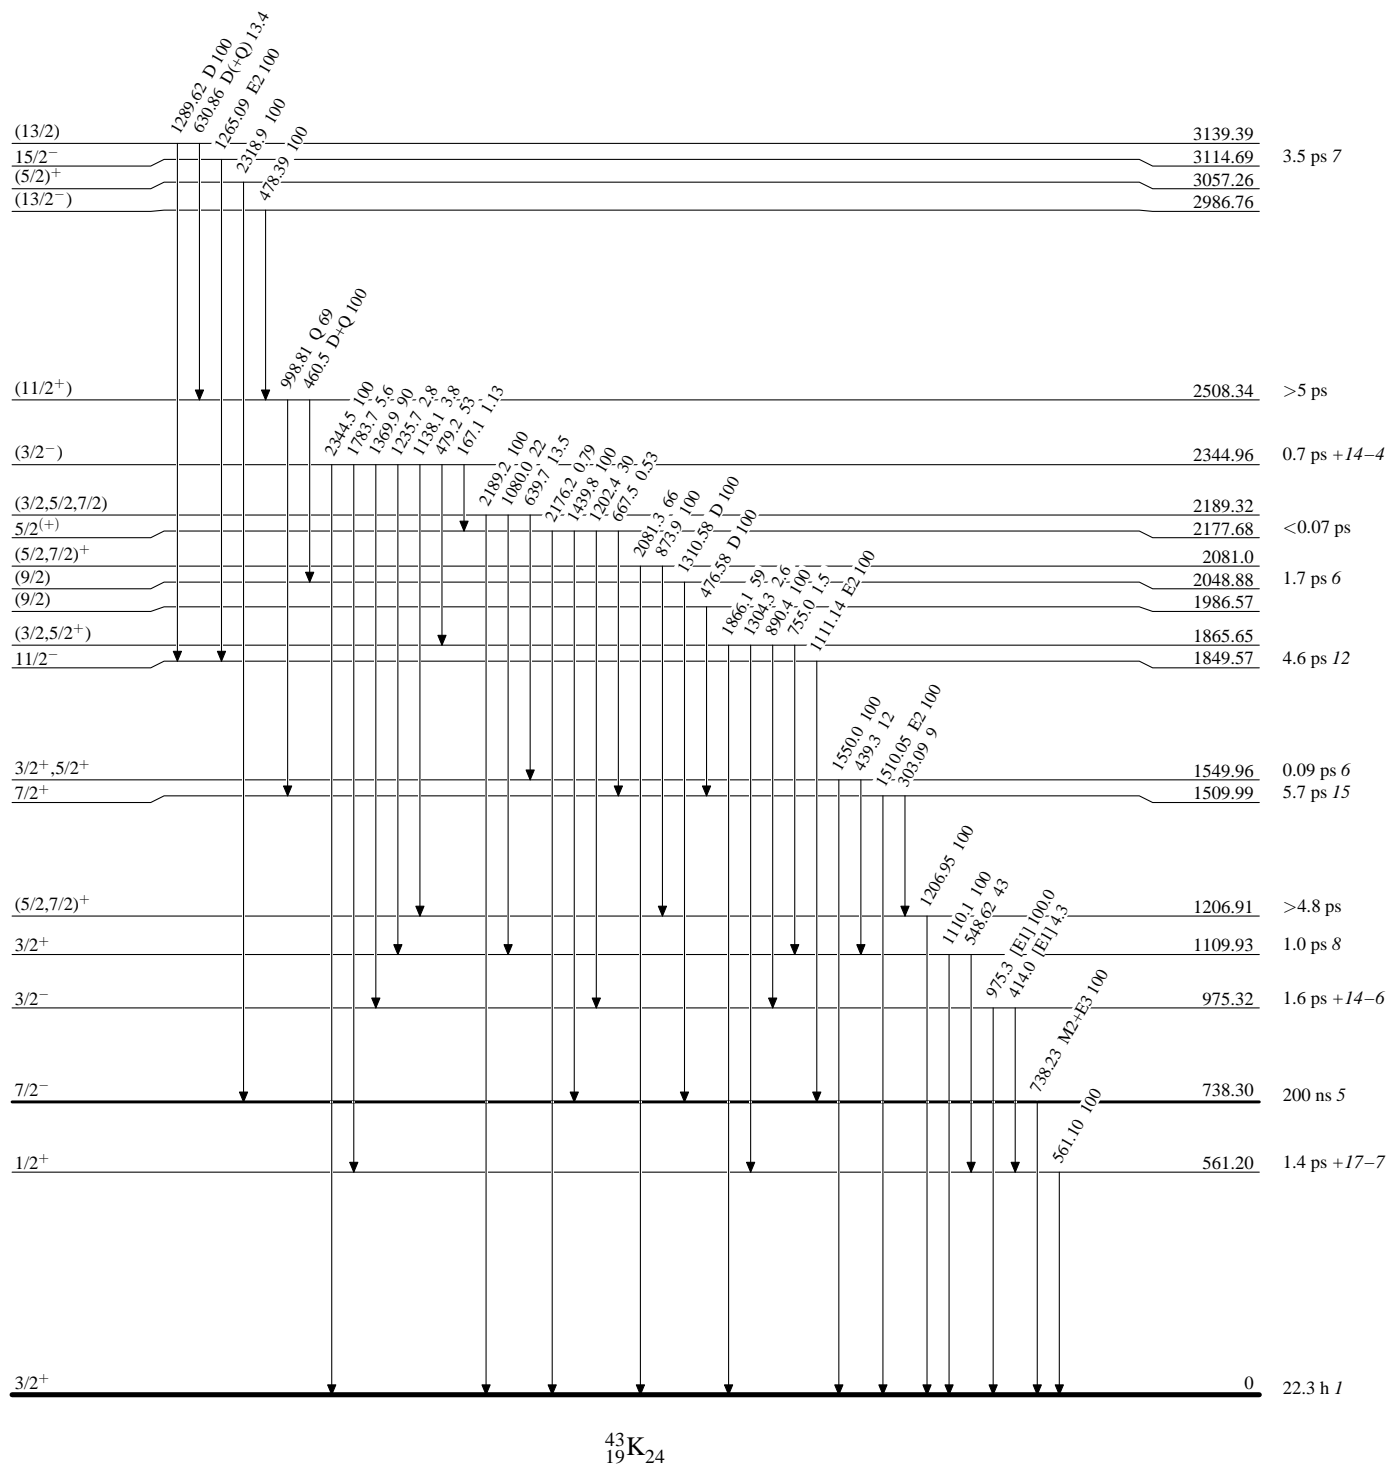 1289.62 D 100
630.86 D(+Q) 13.4
1265.09 E2 100
2318.9 100
478.39 100
(13/2) 3139.39
15/2⁻ 3114.69 3.5 ps 7
(5/2)⁺ 3057.26
(13/2⁻) 2986.76
998.81 Q 69
460.5 D+Q 100
(11/2⁺) 2508.34 >5 ps
2344.5 100
1783.7 5.6
1369.9 90
1235.7 2.8
1138.1 3.8
479.2 53
167.1 1.13
(3/2⁻) 2344.96 0.7 ps +14−4
2189.2 100
1080.0 22
639.7 13.5
(3/2,5/2,7/2) 2189.32
2176.2 0.79
1439.8 100
1202.4 30
667.5 0.53
5/2⁽⁺⁾ 2177.68 <0.07 ps
2081.3 66
873.9 100
(5/2,7/2)⁺ 2081.0
1310.58 D 100
(9/2) 2048.88 1.7 ps 6
476.58 D 100
(9/2) 1986.57
1866.1 59
1304.3 2.6
890.4 100
755.0 1.5
(3/2,5/2⁺) 1865.65
1111.14 E2 100
11/2⁻ 1849.57 4.6 ps 12
1550.0 100
439.3 12
3/2⁺,5/2⁺ 1549.96 0.09 ps 6
1510.05 E2 100
303.09 9
7/2⁺ 1509.99 5.7 ps 15
1206.95 100
(5/2,7/2)⁺ 1206.91 >4.8 ps
1110.1 100
548.62 43
3/2⁺ 1109.93 1.0 ps 8
975.3 [E1] 100.0
414.0 [E1] 4.3
3/2⁻ 975.32 1.6 ps +14−6
738.23 M2+E3 100
7/2⁻ 738.30 200 ns 5
561.10 100
1/2⁺ 561.20 1.4 ps +17−7
3/2⁺ 0 22.3 h 1
⁴³₁₉K₂₄